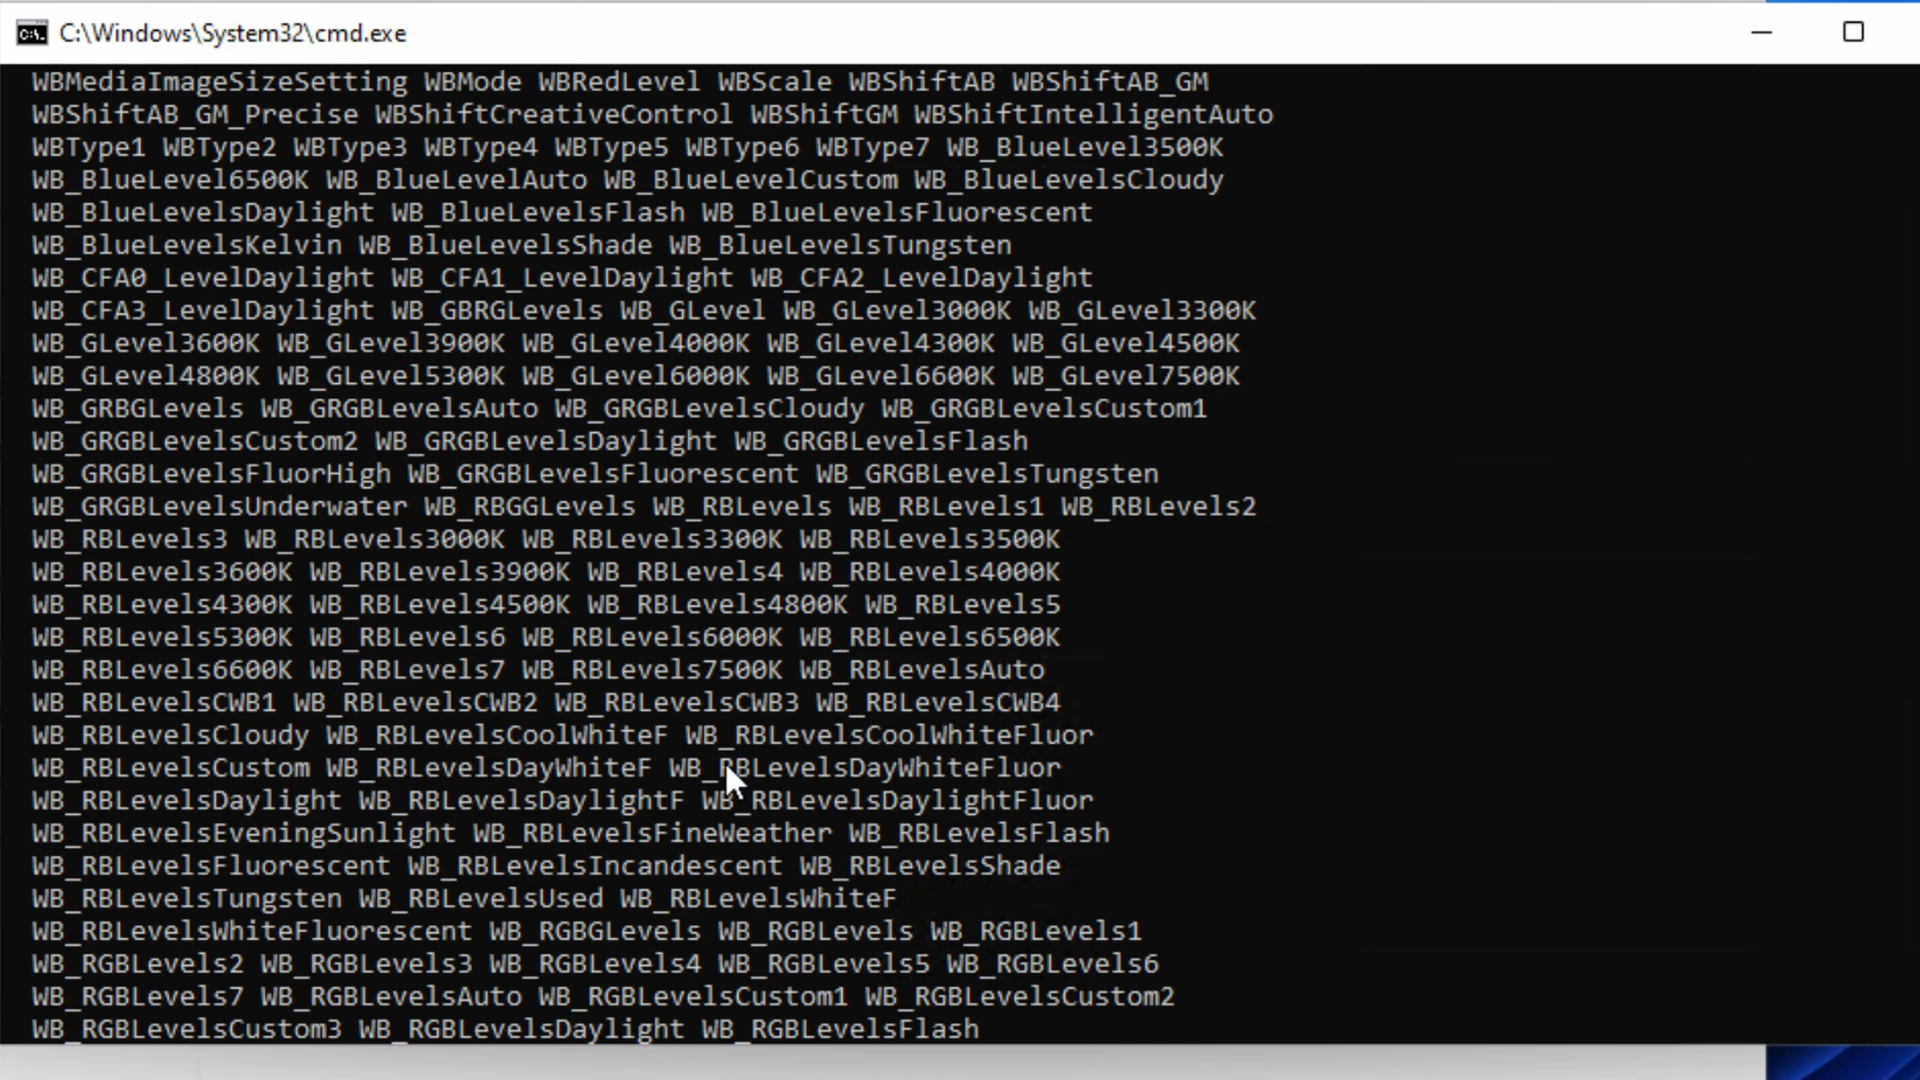 C:\Windows\System32\cmd.exe
WBMediaImageSizeSetting WBMode WBRedLevel WBScale WBShiftAB WBShiftAB_GM
WBShiftAB_GM_Precise WBShiftCreativeControl WBShiftGM WBShiftIntelligentAuto
WBType1 WBType2 WBType3 WBType4 WBType5 WBType6 WBType7 WB_BlueLevel3500K
WB_BlueLevel6500K WB_BlueLevelAuto WB_BlueLevelCustom WB_BlueLevelsCloudy
WB_BlueLevelsDaylight WB_BlueLevelsFlash WB_BlueLevelsFluorescent
WB_BlueLevelsKelvin WB_BlueLevelsShade WB_BlueLevelsTungsten
WB_CFA0_LevelDaylight WB_CFA1_LevelDaylight WB_CFA2_LevelDaylight
WB_CFA3_LevelDaylight WB_GBRGLevels WB_GLevel WB_GLevel3000K WB_GLevel3300K
WB_GLevel3600K WB_GLevel3900K WB_GLevel4000K WB_GLevel4300K WB_GLevel4500K
WB_GLevel4800K WB_GLevel5300K WB_GLevel6000K WB_GLevel6600K WB_GLevel7500K
WB_GRBGLevels WB_GRGBLevelsAuto WB_GRGBLevelsCloudy WB_GRGBLevelsCustom1
WB_GRGBLevelsCustom2 WB_GRGBLevelsDaylight WB_GRGBLevelsFlash
WB_GRGBLevelsFluorHigh WB_GRGBLevelsFluorescent WB_GRGBLevelsTungsten
WB_GRGBLevelsUnderwater WB_RBGGLevels WB_RBLevels WB_RBLevels1 WB_RBLevels2
WB_RBLevels3 WB_RBLevels3000K WB_RBLevels3300K WB_RBLevels3500K
WB_RBLevels3600K WB_RBLevels3900K WB_RBLevels4 WB_RBLevels4000K
WB_RBLevels4300K WB_RBLevels4500K WB_RBLevels4800K WB_RBLevels5
WB_RBLevels5300K WB_RBLevels6 WB_RBLevels6000K WB_RBLevels6500K
WB_RBLevels6600K WB_RBLevels7 WB_RBLevels7500K WB_RBLevelsAuto
WB_RBLevelsCWB1 WB_RBLevelsCWB2 WB_RBLevelsCWB3 WB_RBLevelsCWB4
WB_RBLevelsCloudy WB_RBLevelsCoolWhiteF WB_RBLevelsCoolWhiteFluor
WB_RBLevelsCustom WB_RBLevelsDayWhiteF WB_RBLevelsDayWhiteFluor
WB_RBLevelsDaylight WB_RBLevelsDaylightF WB_RBLevelsDaylightFluor
WB_RBLevelsEveningSunlight WB_RBLevelsFineWeather WB_RBLevelsFlash
WB_RBLevelsFluorescent WB_RBLevelsIncandescent WB_RBLevelsShade
WB_RBLevelsTungsten WB_RBLevelsUsed WB_RBLevelsWhiteF
WB_RBLevelsWhiteFluorescent WB_RGBGLevels WB_RGBLevels WB_RGBLevels1
WB_RGBLevels2 WB_RGBLevels3 WB_RGBLevels4 WB_RGBLevels5 WB_RGBLevels6
WB_RGBLevels7 WB_RGBLevelsAuto WB_RGBLevelsCustom1 WB_RGBLevelsCustom2
WB_RGBLevelsCustom3 WB_RGBLevelsDaylight WB_RGBLevelsFlash